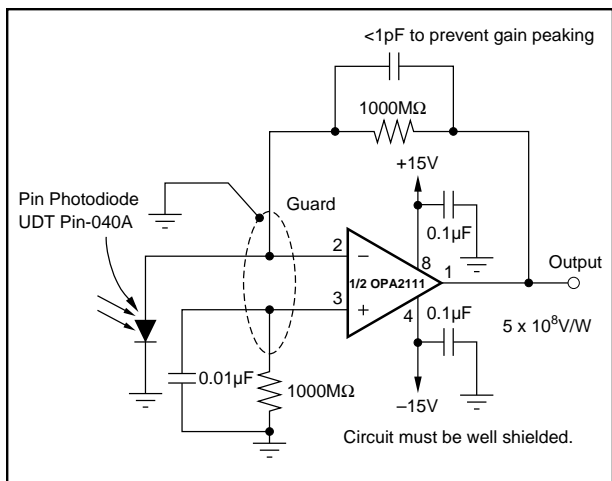 <1pF to prevent gain peaking
1000MΩ
+15V
Pin Photodiode
UDT Pin-040A
Guard
0.1µF
2
8
1
Output
1/2 OPA2111
3
4
0.1µF
5 x 10⁸V/W
0.01µF
1000MΩ
–15V
Circuit must be well shielded.